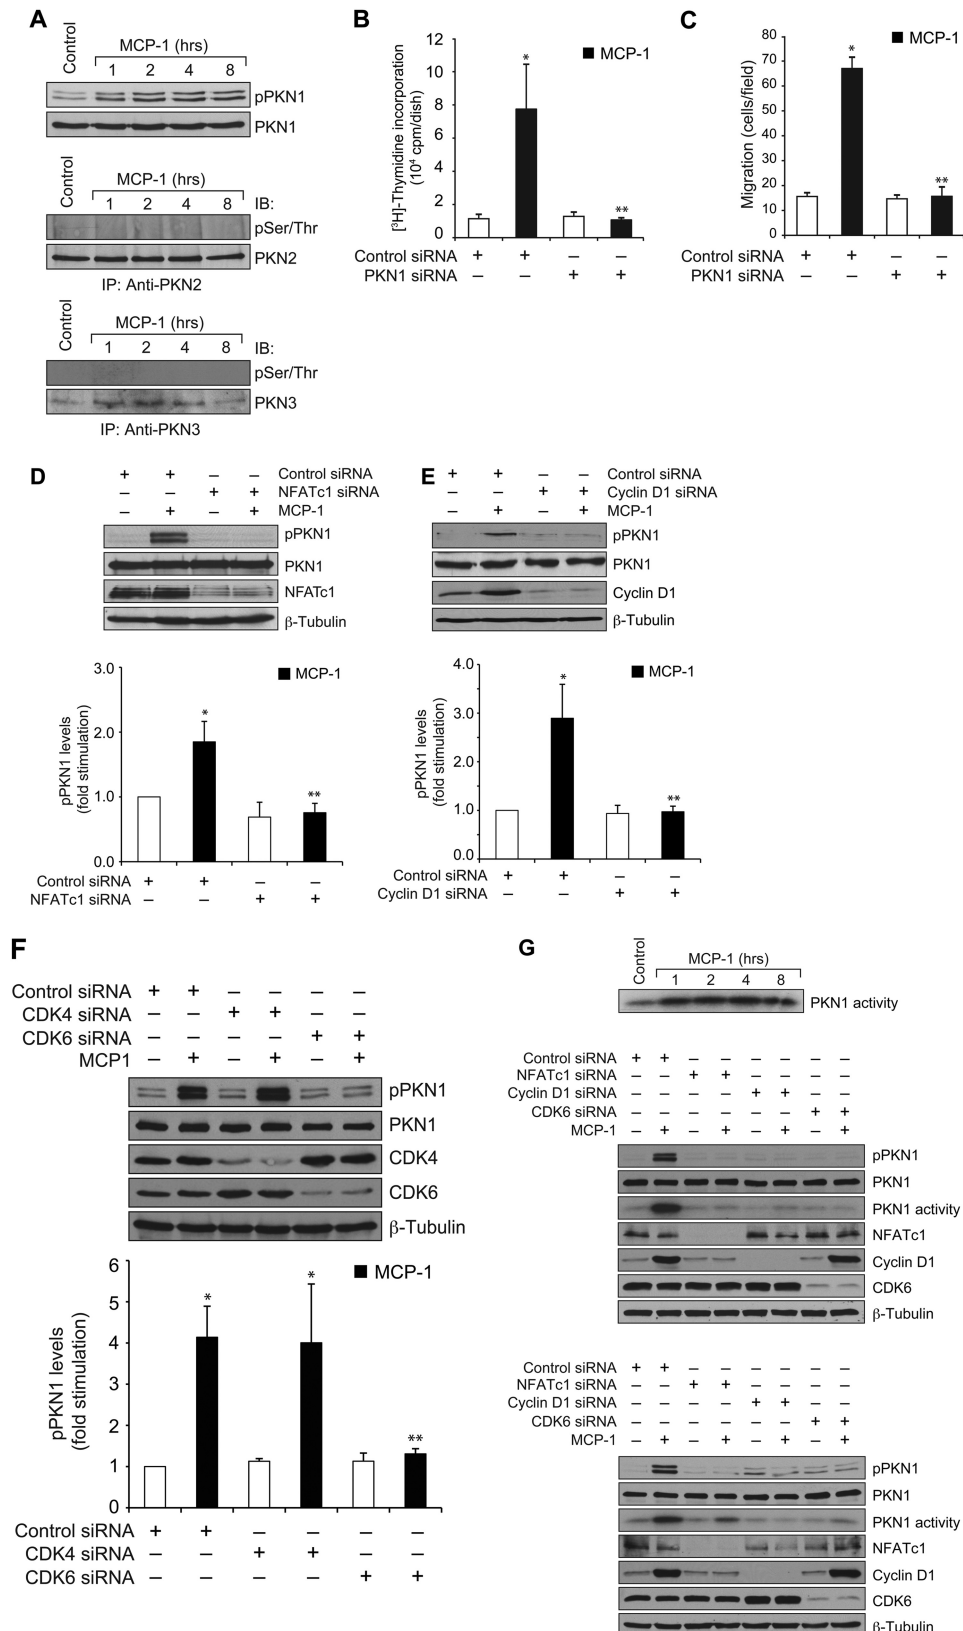 A
Control
MCP-1 (hrs)
1 2 4 8
pPKN1
PKN1
Control
MCP-1 (hrs)
1 2 4 8 IB:
pSer/Thr
PKN2
IP: Anti-PKN2
Control
MCP-1 (hrs)
1 2 4 8 IB:
pSer/Thr
PKN3
IP: Anti-PKN3
B
MCP-1
[³H]-Thymidine incorporation
(10⁴ cpm/dish)
12
10
8
6
4
2
0
*
**
Control siRNA + + – –
PKN1 siRNA – – + +
C
MCP-1
Migration (cells/field)
80
70
60
50
40
30
20
10
0
*
**
Control siRNA + + – –
PKN1 siRNA – – + +
D
+ + – – Control siRNA
– – + + NFATc1 siRNA
– + – + MCP-1
pPKN1
PKN1
NFATc1
β-Tubulin
MCP-1
pPKN1 levels
(fold stimulation)
3.0
2.0
1.0
0.0
*
**
Control siRNA + + – –
NFATc1 siRNA – – + +
E
+ + – – Control siRNA
– – + + Cyclin D1 siRNA
– + – + MCP-1
pPKN1
PKN1
Cyclin D1
β-Tubulin
MCP-1
pPKN1 levels
(fold stimulation)
4.0
3.0
2.0
1.0
0.0
*
**
Control siRNA + + – –
Cyclin D1 siRNA – – + +
F
Control siRNA + + – – – –
CDK4 siRNA – – + + – –
CDK6 siRNA – – – – + +
MCP1 – + – + – +
pPKN1
PKN1
CDK4
CDK6
β-Tubulin
MCP-1
pPKN1 levels
(fold stimulation)
6
5
4
3
2
1
0
*
*
**
Control siRNA + + – – – –
CDK4 siRNA – – + + – –
CDK6 siRNA – – – – + +
G
Control
MCP-1 (hrs)
1 2 4 8
PKN1 activity
Control siRNA + + – – – – – –
NFATc1 siRNA – – + + – – – –
Cyclin D1 siRNA – – – – + + – –
CDK6 siRNA – – – – – – + +
MCP-1 – + – + – + – +
pPKN1
PKN1
PKN1 activity
NFATc1
Cyclin D1
CDK6
β-Tubulin
Control siRNA + + – – – – – –
NFATc1 siRNA – – + + – – – –
Cyclin D1 siRNA – – – – + + – –
CDK6 siRNA – – – – – – + +
MCP-1 – + – + – + – +
pPKN1
PKN1
PKN1 activity
NFATc1
Cyclin D1
CDK6
β-Tubulin